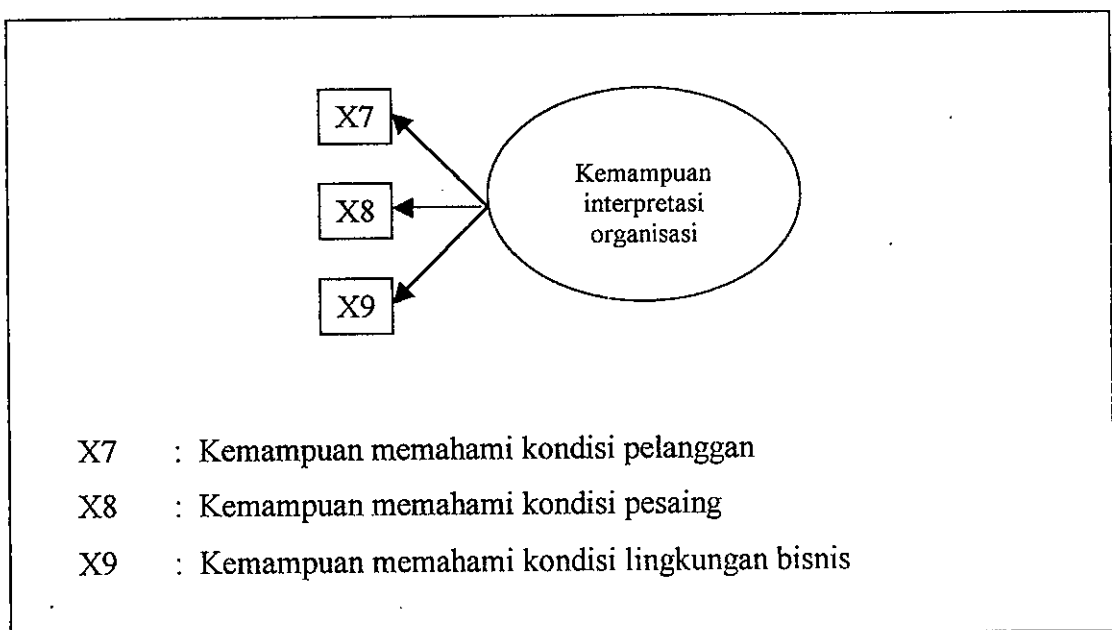 X7
X8
X9
Kemampuan
interpretasi
organisasi
X7 : Kemampuan memahami kondisi pelanggan
X8 : Kemampuan memahami kondisi pesaing
X9 : Kemampuan memahami kondisi lingkungan bisnis